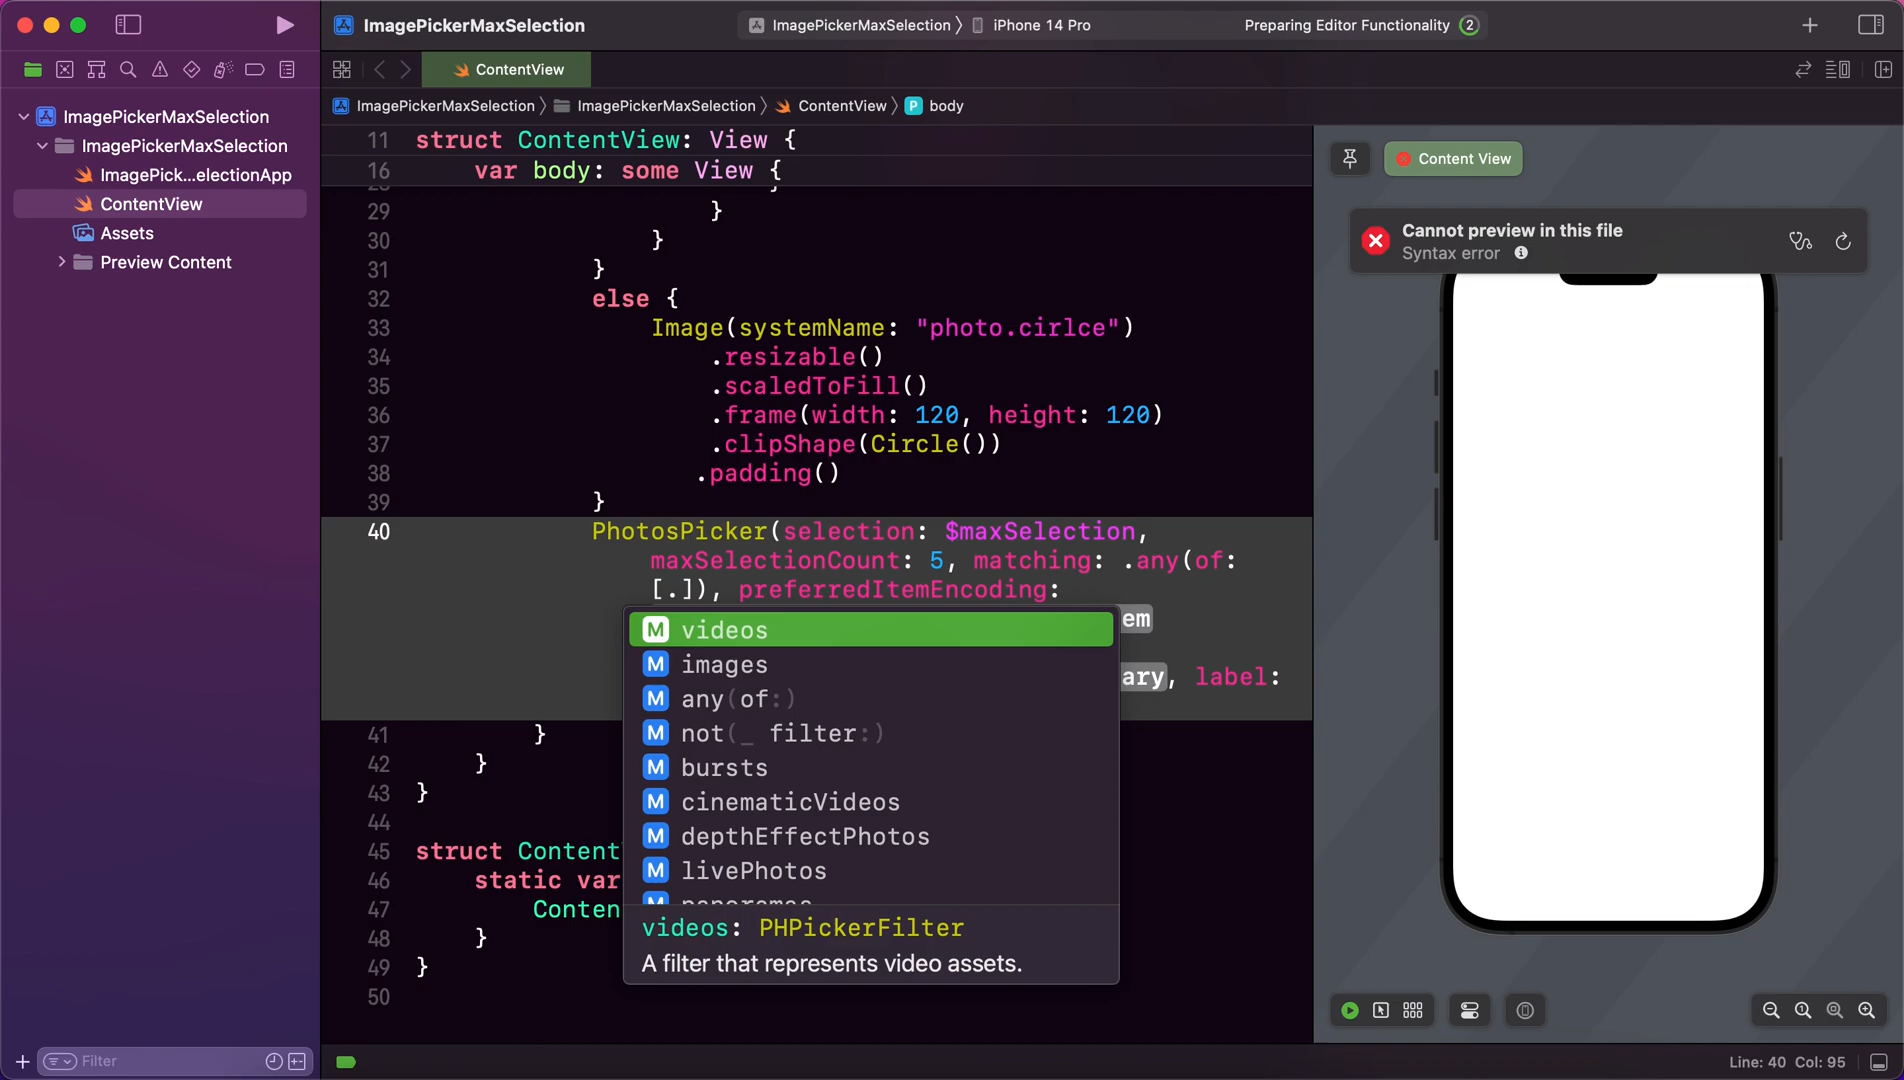 ImagePickerMaxSelection
ImagePickerMaxSelection 〉 iPhone 14 Pro
Preparing Editor Functionality 2
ContentView
ImagePickerMaxSelection 〉 ImagePickerMaxSelection 〉 ContentView 〉 P body
ImagePickerMaxSelection
ImagePickerMaxSelection
ImagePick...electionApp
ContentView
Assets
Preview Content
11 struct ContentView: View {
16 var body: some View {
29 }
30 }
31 }
32 else {
33 Image(systemName: "photo.cirlce")
34 .resizable()
35 .scaledToFill()
36 .frame(width: 120, height: 120)
37 .clipShape(Circle())
38 .padding()
39 }
40 PhotosPicker(selection: $maxSelection,
maxSelectionCount: 5, matching: .any(of:
[.]), preferredItemEncoding:
em
ary, label:
M videos
M images
M any(of:)
M not(_ filter:)
M bursts
M cinematicVideos
M depthEffectPhotos
M livePhotos
videos: PHPickerFilter
A filter that represents video assets.
41 }
42 }
43 }
44
45 struct Content
46 static var
47 Conten
48 }
49 }
50
Content View
Cannot preview in this file
Syntax error
Filter
Line: 40 Col: 95